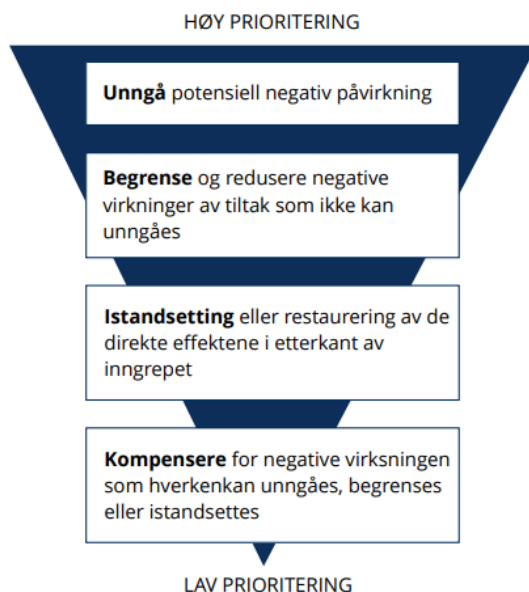 HØY PRIORITERING
Unngå potensiell negativ påvirkning
Begrense og redusere negative
virkninger av tiltak som ikke kan
unngåes
Istandsetting eller restaurering av de
direkte effektene i etterkant av
inngrepet
Kompensere for negative virksningen
som hverkenkan unngåes, begrenses
eller istandsettes
LAV PRIORITERING